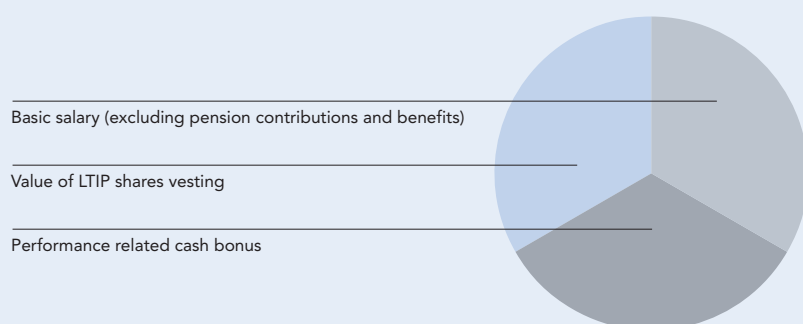 Basic salary (excluding pension contributions and benefits)
Value of LTIP shares vesting
Performance related cash bonus